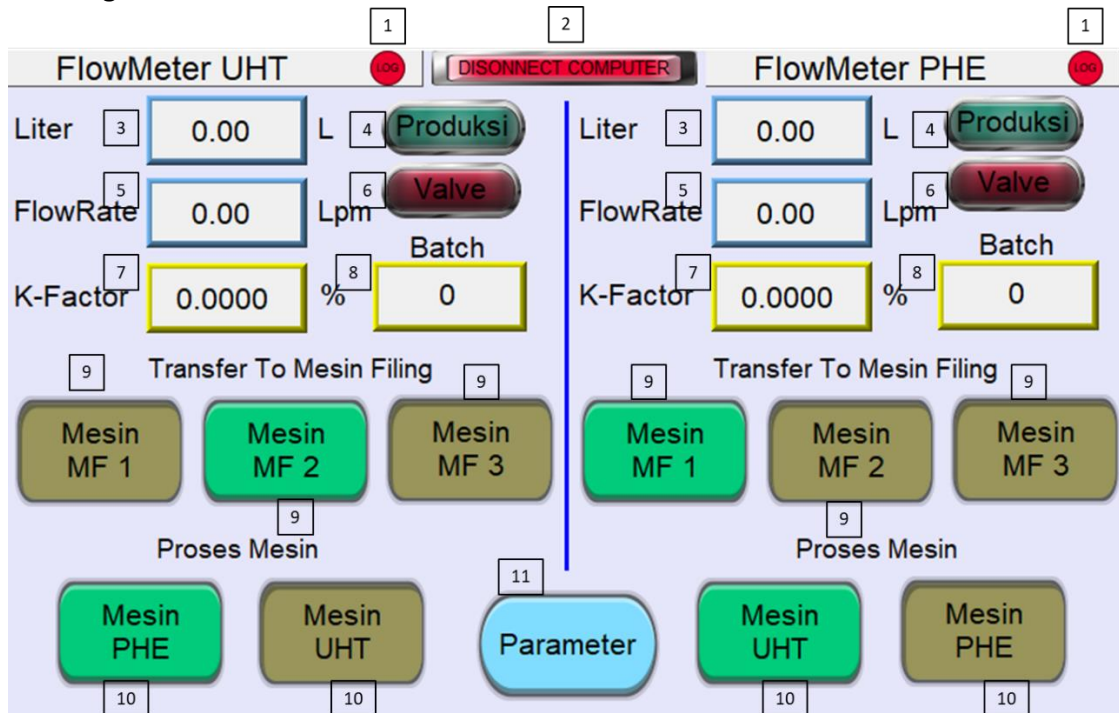 1
2
1
FlowMeter UHT
LOG
DISONNECT COMPUTER
FlowMeter PHE
LOG
Liter
3
0.00
L
4
Produksi
Liter
3
0.00
L
4
Produksi
5
FlowRate
0.00
Lpm
6
Valve
5
FlowRate
0.00
Lpm
6
Valve
Batch
Batch
7
K-Factor
0.0000
%
8
0
7
K-Factor
0.0000
%
8
0
9
Transfer To Mesin Filing
9
9
Transfer To Mesin Filing
9
Mesin
MF 1
Mesin
MF 2
Mesin
MF 3
Mesin
MF 1
Mesin
MF 2
Mesin
MF 3
9
9
Proses Mesin
Proses Mesin
11
Mesin
PHE
Mesin
UHT
Parameter
Mesin
UHT
Mesin
PHE
10
10
10
10